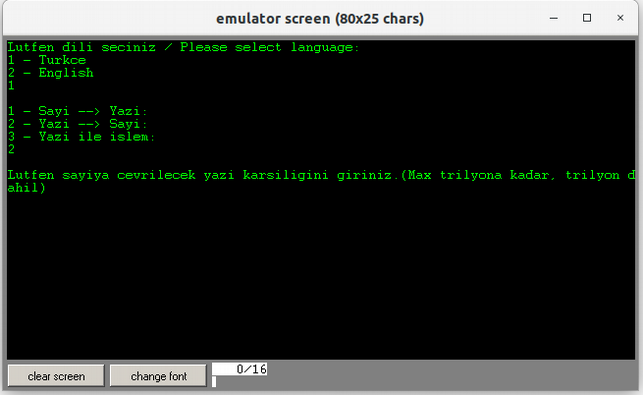 emulator screen (80x25 chars)
Lutfen dili seciniz / Please select language:
1 - Turkce
2 - English
1
1 - Sayi --> Yazi:
2 - Yazi --> Sayi:
3 - Yazi ile islem:
2
Lutfen sayiya cevrilecek yazi karsiligini giriniz.(Max trilyona kadar, trilyon d
ahil)
clear screen
change font
0/16